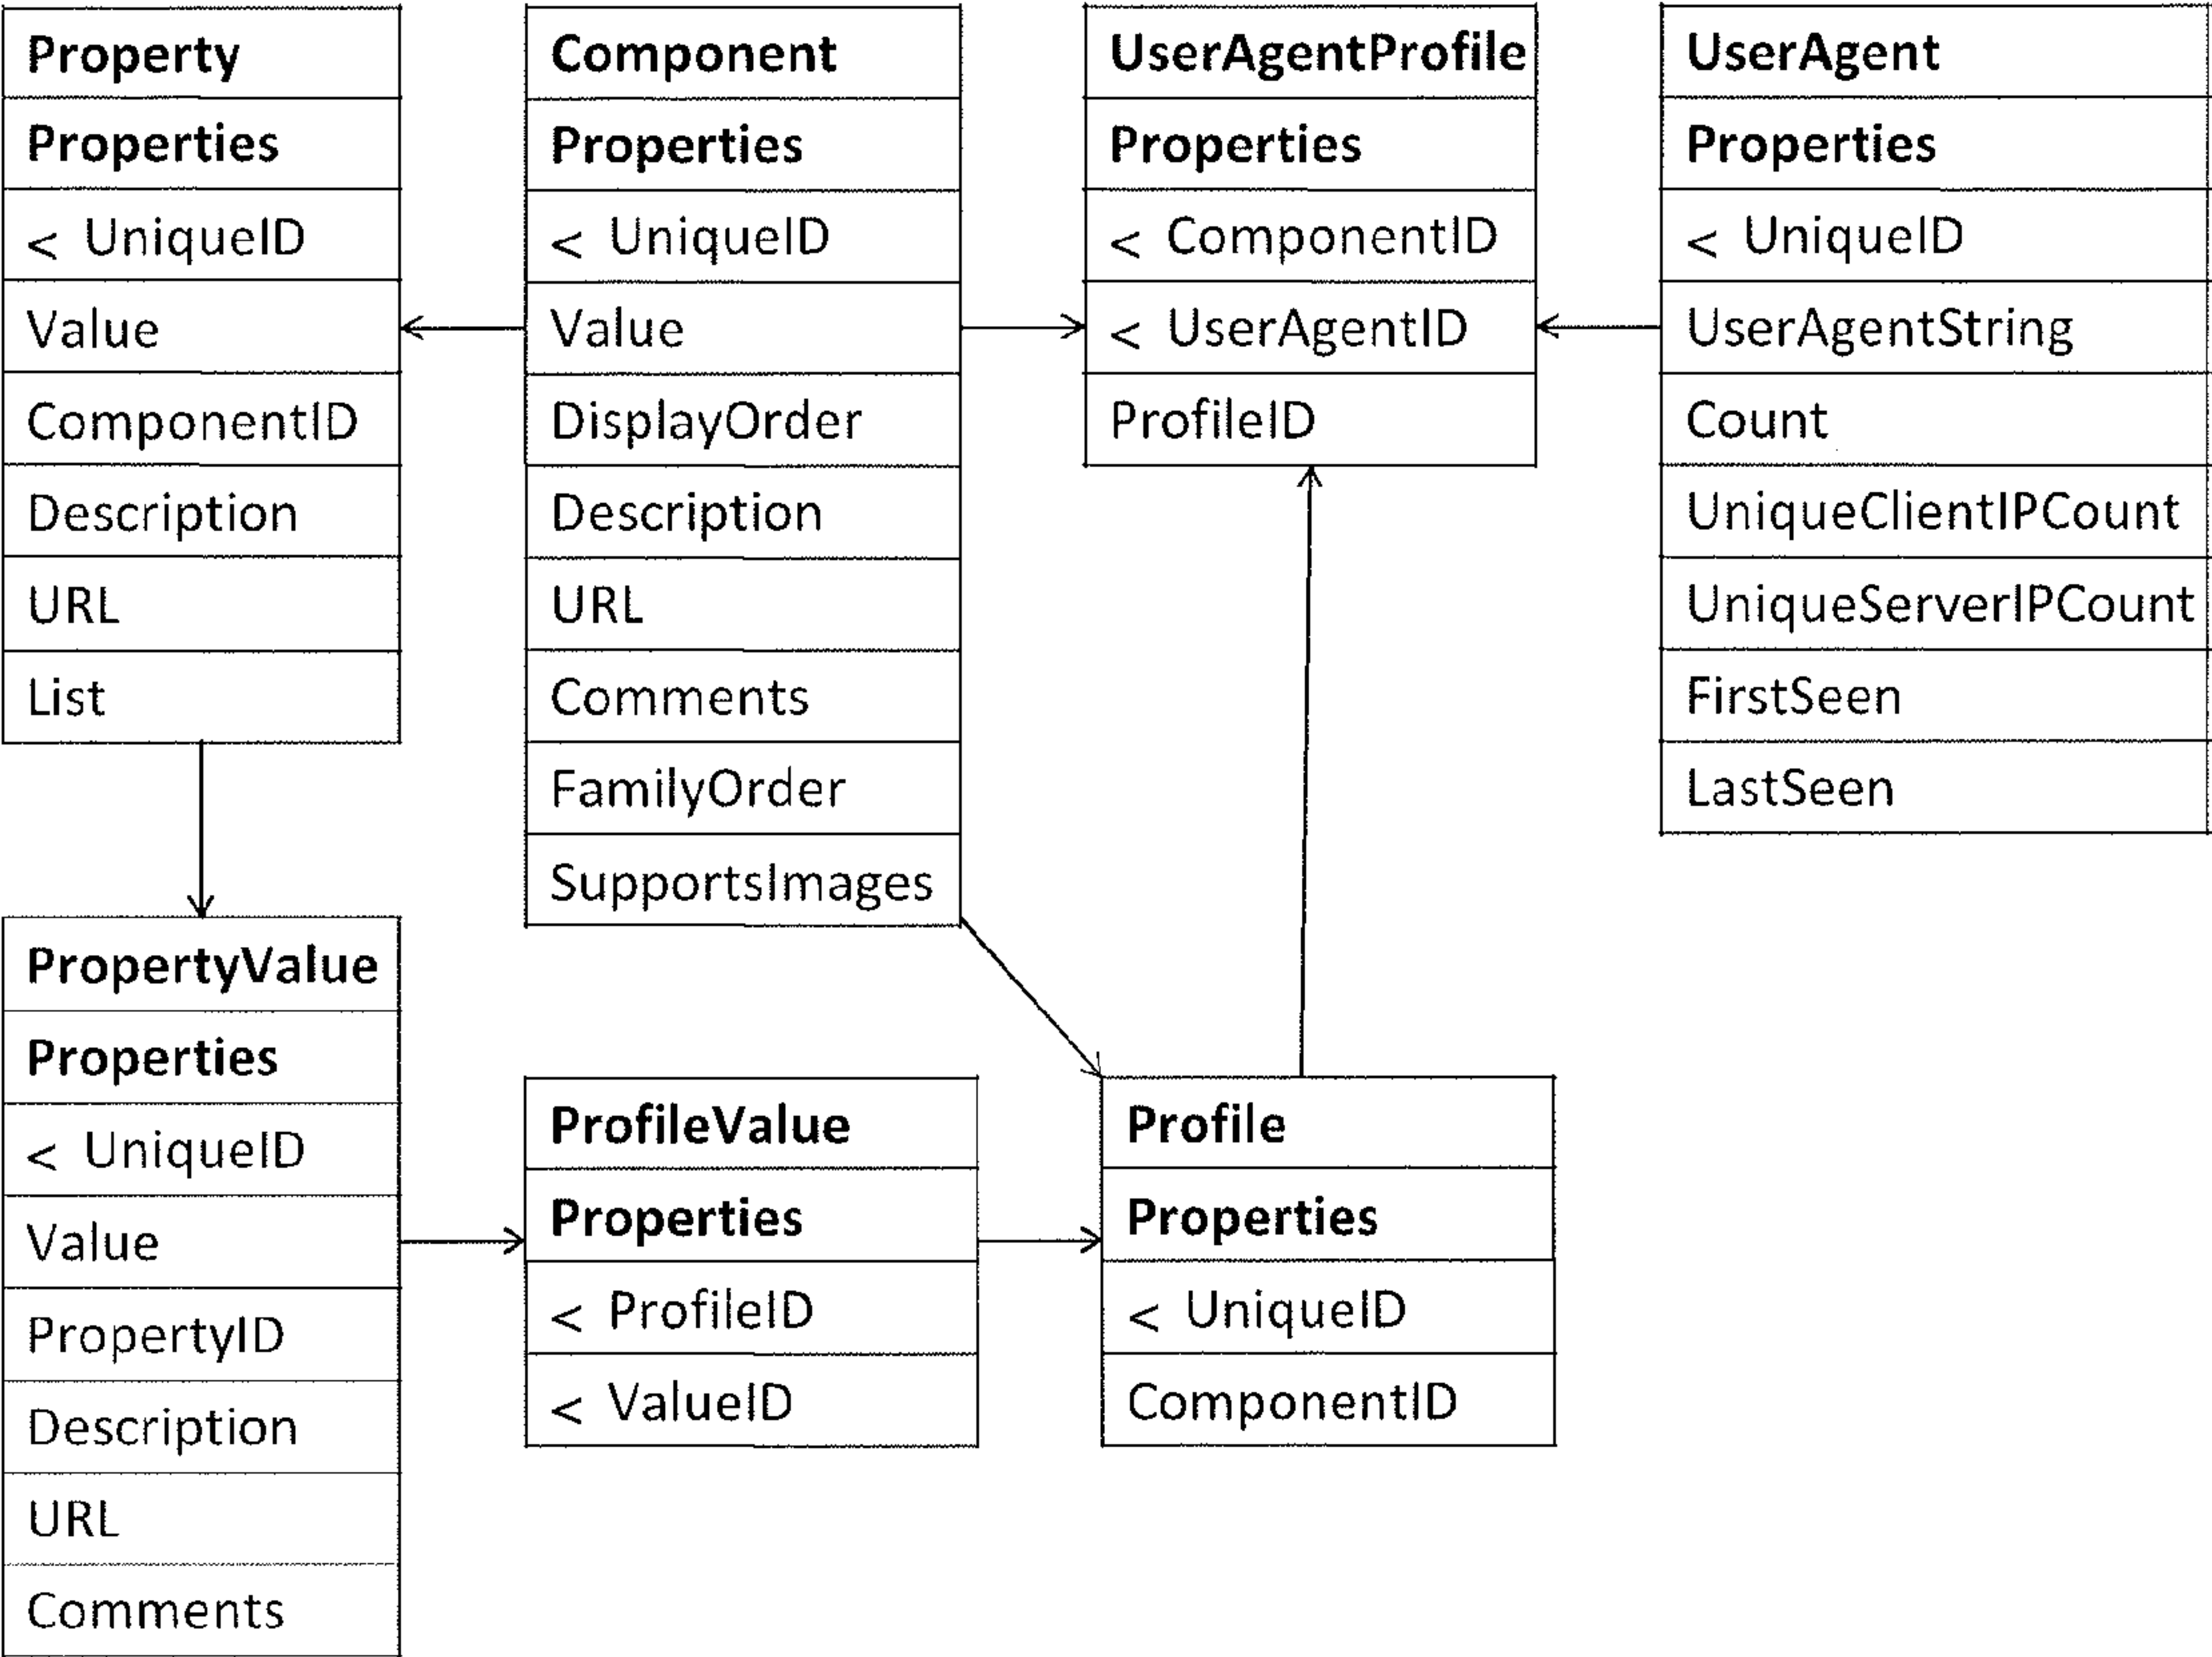 Property
Properties
< UniqueID
Value
ComponentID
Description
URL
List
Component
Properties
< UniqueID
Value
DisplayOrder
Description
URL
Comments
FamilyOrder
SupportsImages
UserAgentProfile
Properties
< ComponentID
< UserAgentID
ProfileID
UserAgent
Properties
< UniqueID
UserAgentString
Count
UniqueClientIPCount
UniqueServerIPCount
FirstSeen
LastSeen
PropertyValue
Properties
< UniqueID
Value
PropertyID
Description
URL
Comments
ProfileValue
Properties
< ProfileID
< ValueID
Profile
Properties
< UniqueID
ComponentID